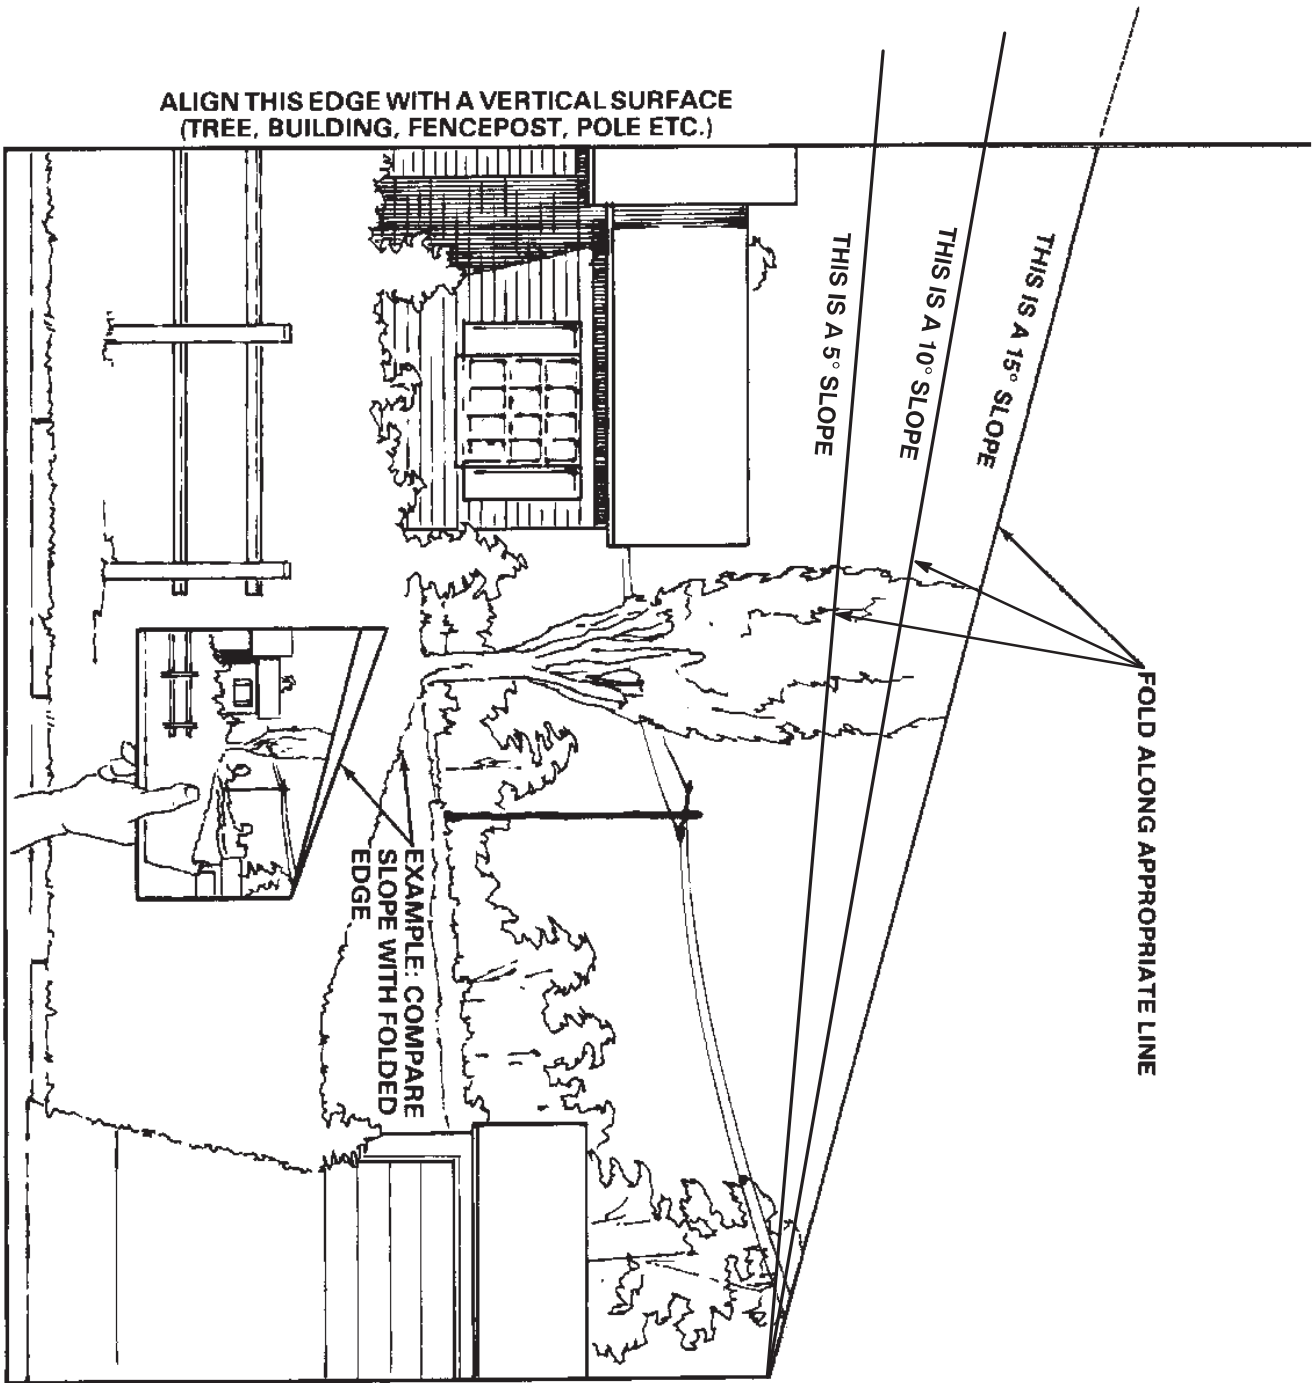 ALIGN THIS EDGE WITH A VERTICAL SURFACE
(TREE, BUILDING, FENCEPOST, POLE ETC.)
FOLD ALONG APPROPRIATE LINE
THIS IS A 15° SLOPE
THIS IS A 10° SLOPE
THIS IS A 5° SLOPE
EXAMPLE: COMPARE
SLOPE WITH FOLDED
EDGE